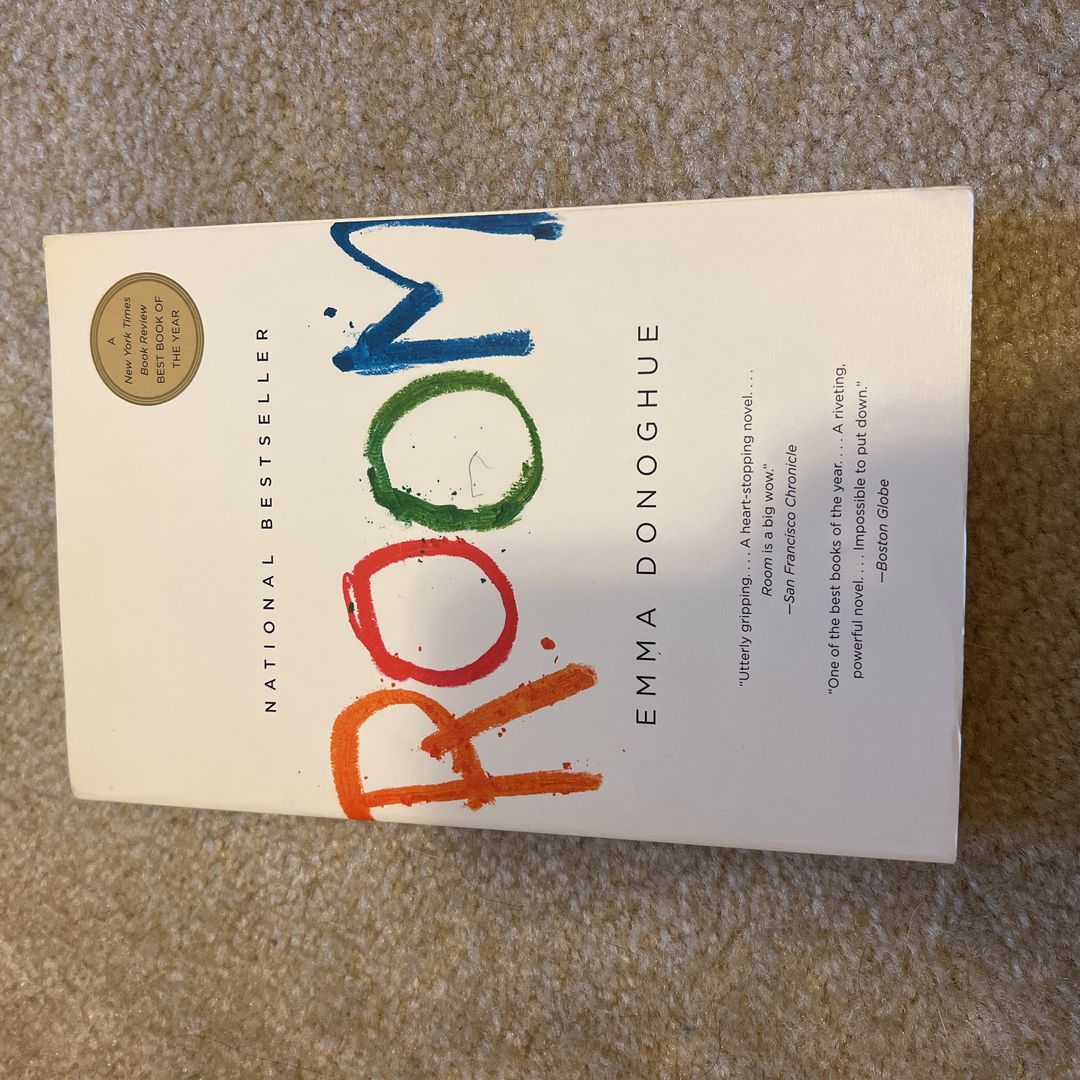 A
New York Times
Book Review
BEST BOOK OF
THE YEAR
NATIONAL BESTSELLER
ROOM
EMMA DONOGHUE
“Utterly gripping. . . . A heart-stopping novel. . . .
Room is a big wow.”
—San Francisco Chronicle
“One of the best books of the year. . . . A riveting,
powerful novel. . . . Impossible to put down.”
—Boston Globe